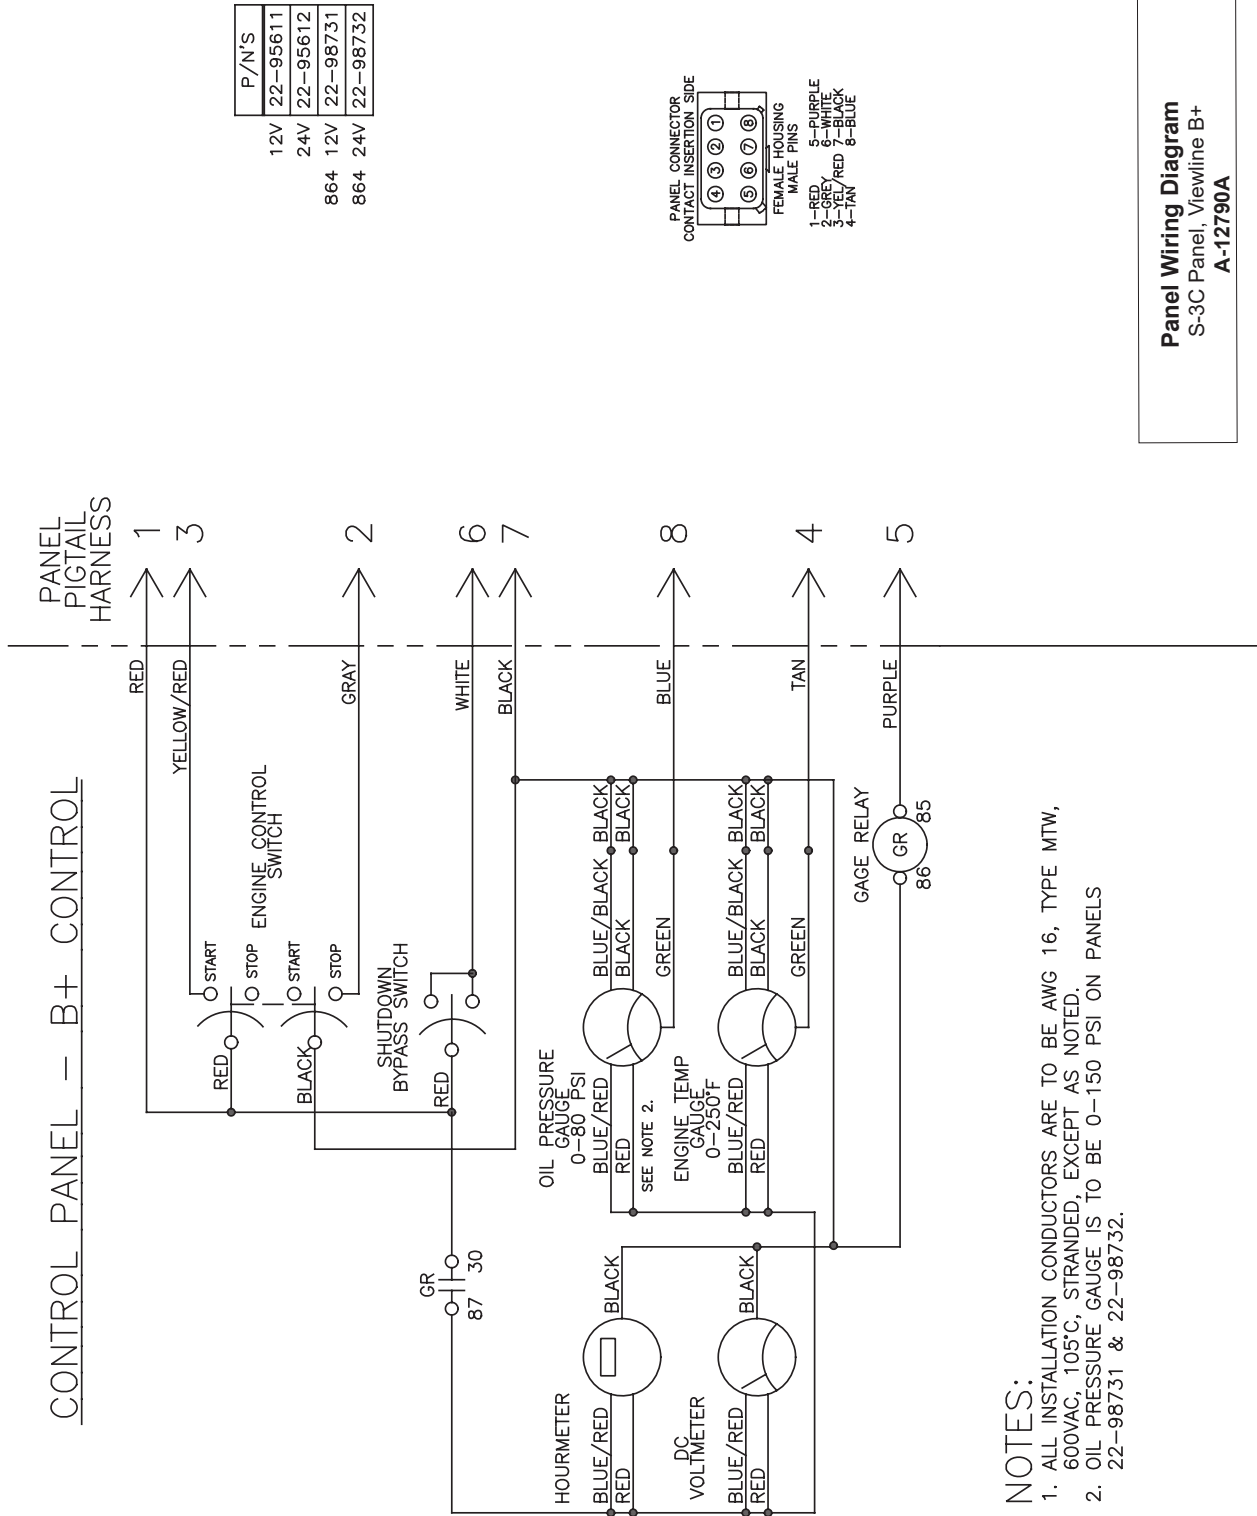 CONTROL PANEL - B+ CONTROL
PANEL
PIGTAIL
HARNESS
RED
1
YELLOW/RED
3
START
STOP
ENGINE CONTROL
SWITCH
START
STOP
RED
BLACK
GRAY
2
SHUTDOWN
BYPASS SWITCH
RED
WHITE
6
BLACK
7
GR
87
30
HOURMETER
BLUE/RED
RED
BLACK
OIL PRESSURE
GAUGE
0-80 PSI
BLUE/RED
RED
SEE NOTE 2.
BLUE/BLACK
BLACK
BLACK
BLACK
GREEN
BLUE
8
DC
VOLTMETER
BLUE/RED
RED
BLACK
ENGINE TEMP
GAUGE
0-250°F
BLUE/RED
RED
BLUE/BLACK
BLACK
BLACK
BLACK
GREEN
TAN
4
GAGE RELAY
86
GR
85
PURPLE
5
NOTES:
1. ALL INSTALLATION CONDUCTORS ARE TO BE AWG 16, TYPE MTW,
600VAC, 105°C, STRANDED, EXCEPT AS NOTED.
2. OIL PRESSURE GAUGE IS TO BE 0-150 PSI ON PANELS
22-98731 & 22-98732.
P/N'S
12V 22-95611
24V 22-95612
864 12V 22-98731
864 24V 22-98732
PANEL CONNECTOR
CONTACT INSERTION SIDE
4 3 2 1
5 6 7 8
FEMALE HOUSING
MALE PINS
1-RED 5-PURPLE
2-GREY 6-WHITE
3-YEL/RED 7-BLACK
4-TAN 8-BLUE
Panel Wiring Diagram
S-3C Panel, Viewline B+
A-12790A